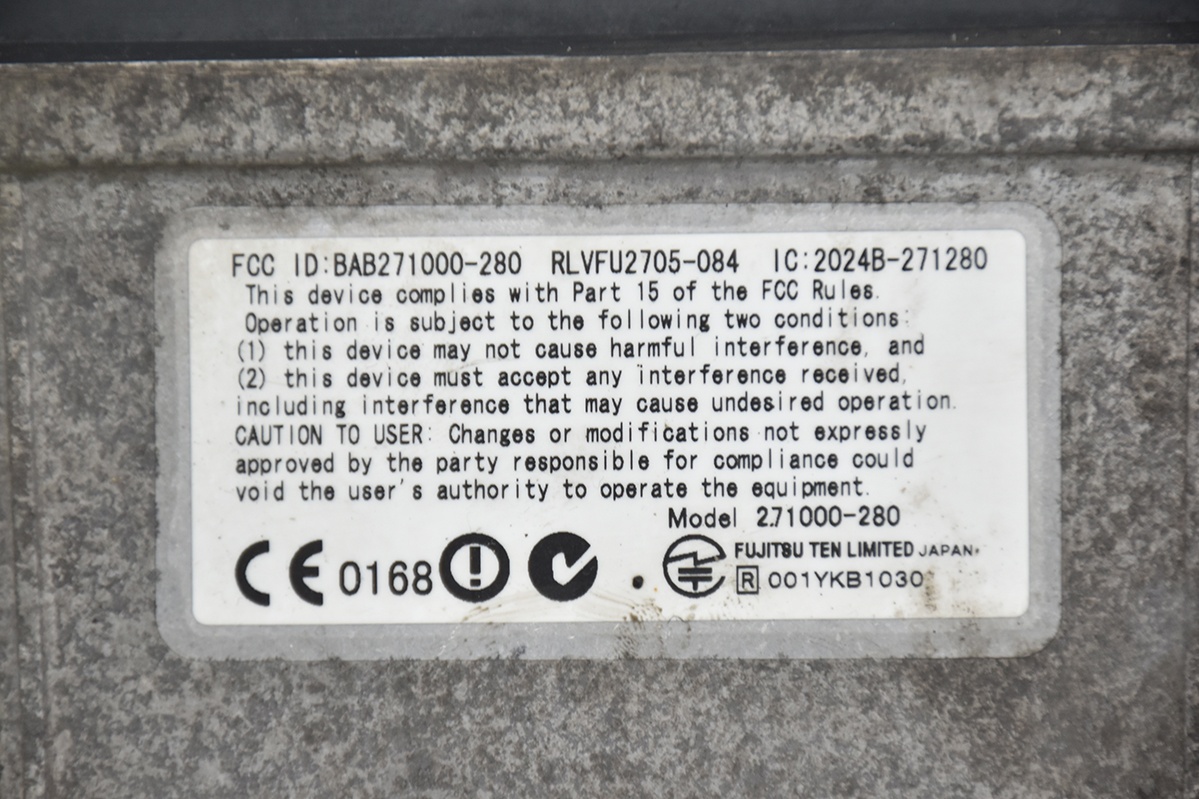 FCC ID:BAB271000-280 RLVFU2705-084 IC:2024B-271280
This device complies with Part 15 of the FCC Rules.
Operation is subject to the following two conditions:
(1) this device may not cause harmful interference, and
(2) this device must accept any interference received,
including interference that may cause undesired operation.
CAUTION TO USER: Changes or modifications not expressly
approved by the party responsible for compliance could
void the user's authority to operate the equipment.
Model 271000-280
CE 0168 FUJITSU TEN LIMITED JAPAN
R 001YKB1030